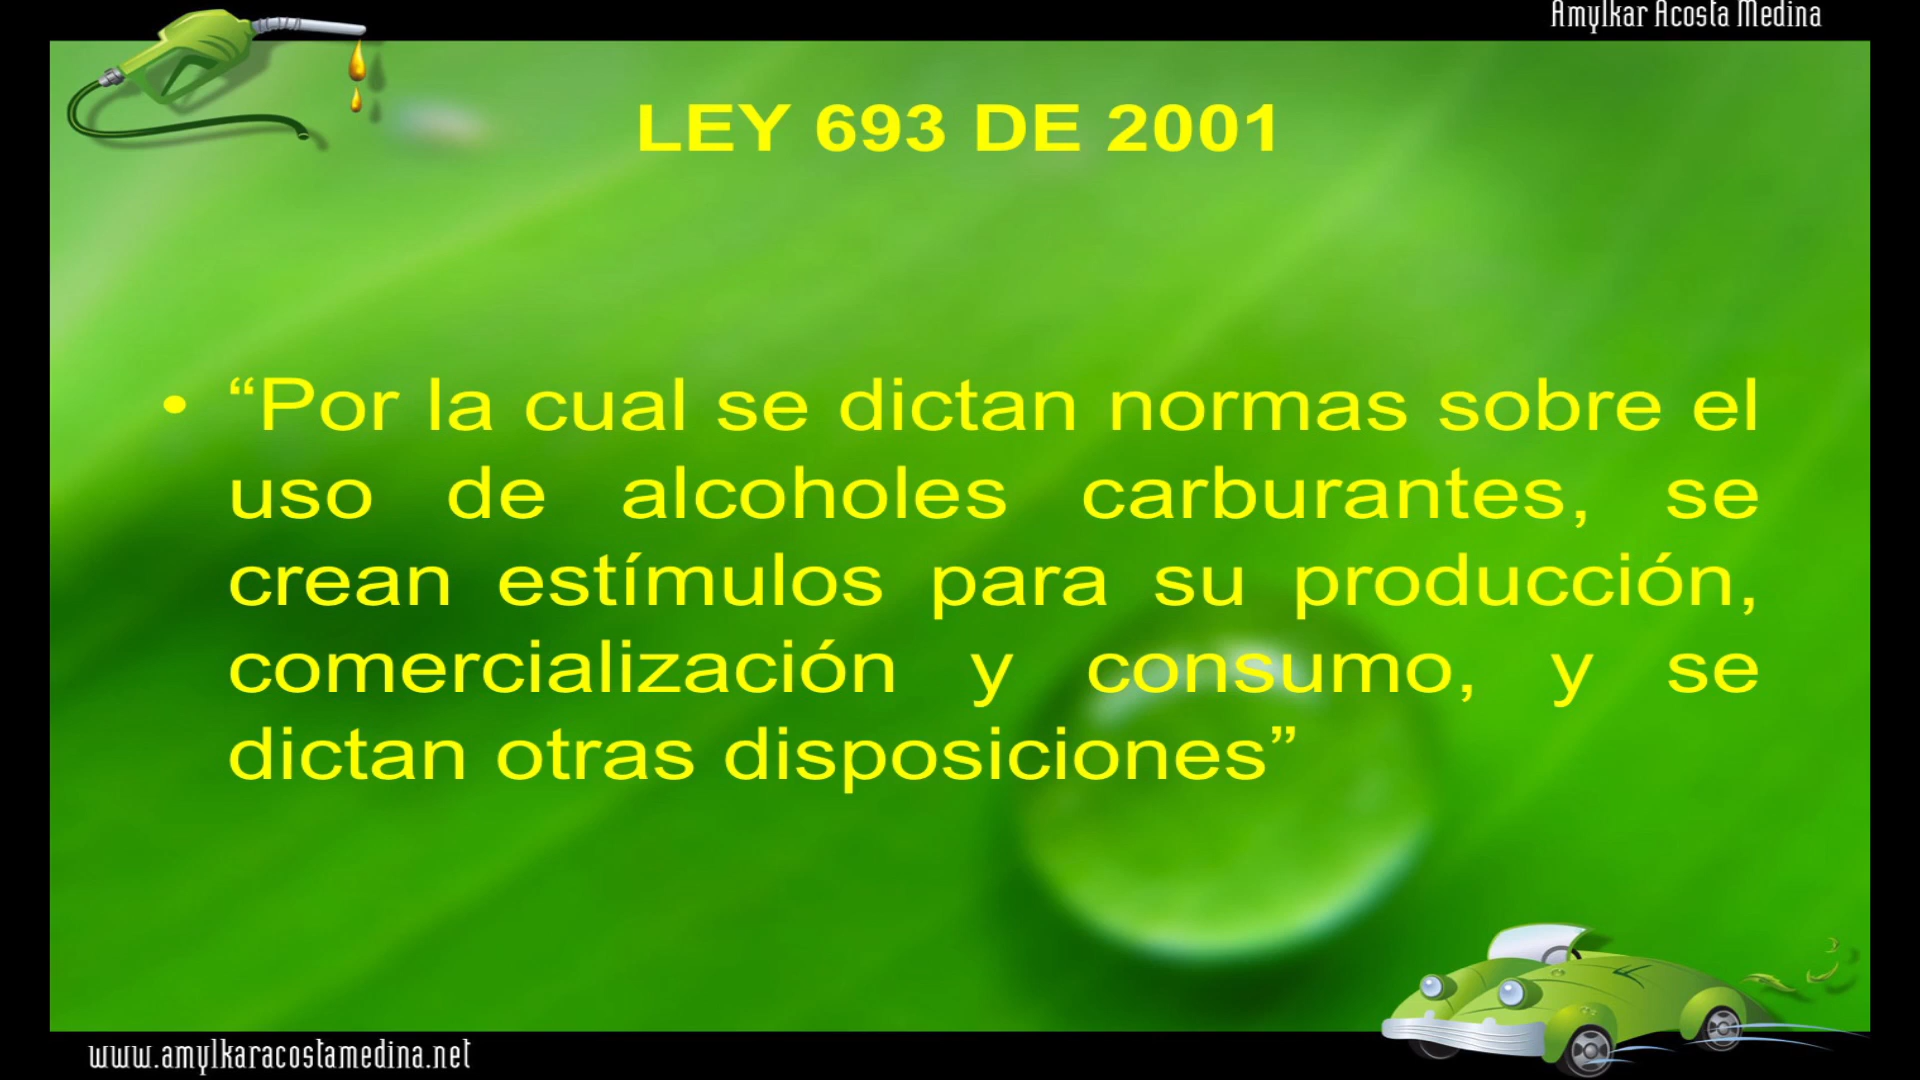 Amylkar Acosta Medina
LEY 693 DE 2001
• “Por la cual se dictan normas sobre el
uso de alcoholes carburantes, se
crean estímulos para su producción,
comercialización y consumo, y se
dictan otras disposiciones”
www.amylkaracostamedina.net